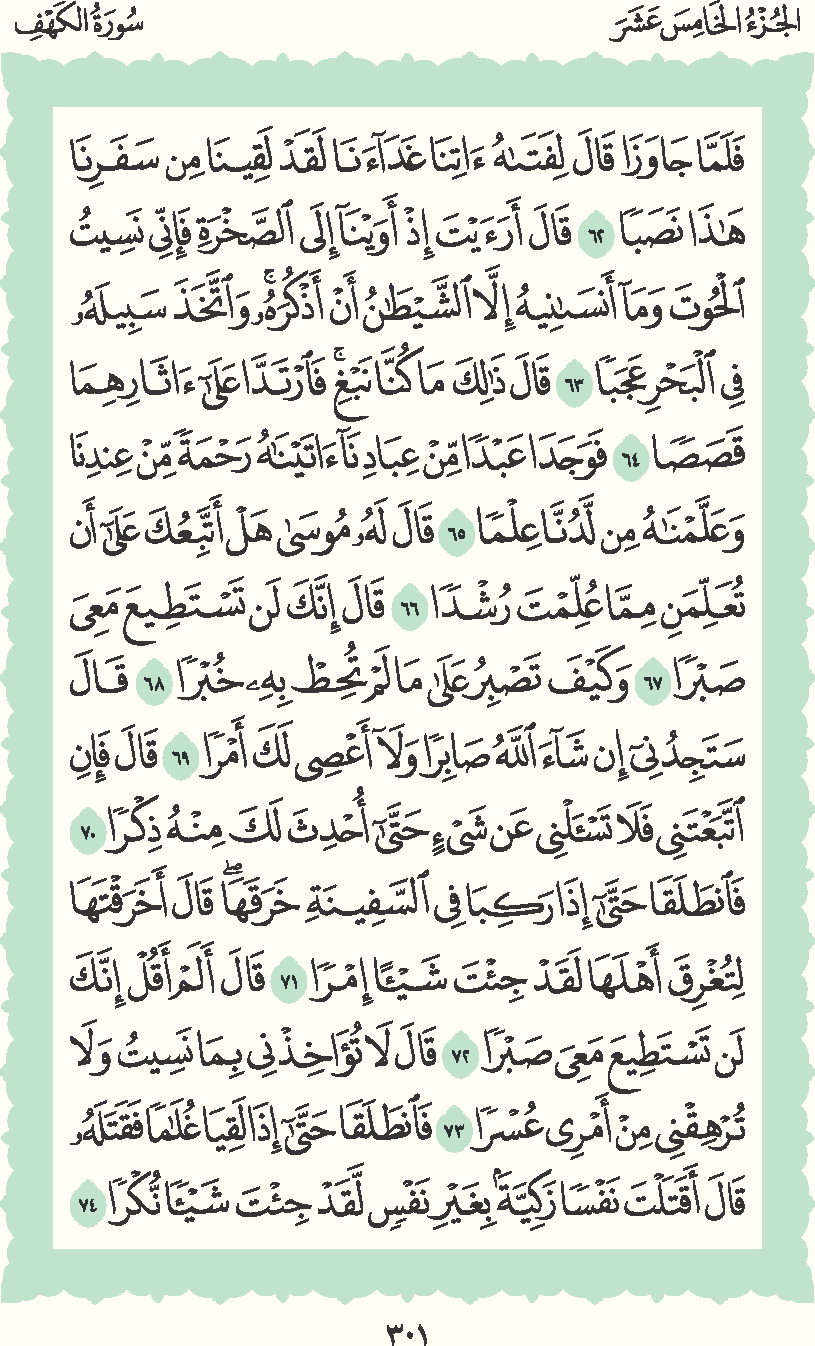 الجُزْءُ الخَامِسَ عَشَرَ
سُورَةُ الكَهْفِ
فَلَمَّا جَاوَزَا قَالَ لِفَتَىٰهُ ءَاتِنَا غَدَآءَنَا لَقَدْ لَقِينَا مِن سَفَرِنَا
هَٰذَا نَصَبًا ٦٢ قَالَ أَرَءَيْتَ إِذْ أَوَيْنَآ إِلَى ٱلصَّخْرَةِ فَإِنِّي نَسِيتُ
ٱلْحُوتَ وَمَآ أَنسَىٰنِيهُ إِلَّا ٱلشَّيْطَٰنُ أَنْ أَذْكُرَهُۥۚ وَٱتَّخَذَ سَبِيلَهُۥ
فِي ٱلْبَحْرِ عَجَبًا ٦٣ قَالَ ذَٰلِكَ مَا كُنَّا نَبْغِۚ فَٱرْتَدَّا عَلَىٰٓ ءَاثَارِهِمَا
قَصَصًا ٦٤ فَوَجَدَا عَبْدًا مِّنْ عِبَادِنَآ ءَاتَيْنَٰهُ رَحْمَةً مِّنْ عِندِنَا
وَعَلَّمْنَٰهُ مِن لَّدُنَّا عِلْمًا ٦٥ قَالَ لَهُۥ مُوسَىٰ هَلْ أَتَّبِعُكَ عَلَىٰٓ أَن
تُعَلِّمَنِ مِمَّا عُلِّمْتَ رُشْدًا ٦٦ قَالَ إِنَّكَ لَن تَسْتَطِيعَ مَعِيَ
صَبْرًا ٦٧ وَكَيْفَ تَصْبِرُ عَلَىٰ مَا لَمْ تُحِطْ بِهِۦ خُبْرًا ٦٨ قَالَ
سَتَجِدُنِيٓ إِن شَآءَ ٱللَّهُ صَابِرًا وَلَآ أَعْصِي لَكَ أَمْرًا ٦٩ قَالَ فَإِنِ
ٱتَّبَعْتَنِي فَلَا تَسْـَٔلْنِي عَن شَيْءٍ حَتَّىٰٓ أُحْدِثَ لَكَ مِنْهُ ذِكْرًا ٧٠
فَٱنطَلَقَا حَتَّىٰٓ إِذَا رَكِبَا فِي ٱلسَّفِينَةِ خَرَقَهَاۖ قَالَ أَخَرَقْتَهَا
لِتُغْرِقَ أَهْلَهَا لَقَدْ جِئْتَ شَيْـًٔا إِمْرًا ٧١ قَالَ أَلَمْ أَقُلْ إِنَّكَ
لَن تَسْتَطِيعَ مَعِيَ صَبْرًا ٧٢ قَالَ لَا تُؤَاخِذْنِي بِمَا نَسِيتُ وَلَا
تُرْهِقْنِي مِنْ أَمْرِي عُسْرًا ٧٣ فَٱنطَلَقَا حَتَّىٰٓ إِذَا لَقِيَا غُلَٰمًا فَقَتَلَهُۥ
قَالَ أَقَتَلْتَ نَفْسًا زَكِيَّةَۢ بِغَيْرِ نَفْسٍ لَّقَدْ جِئْتَ شَيْـًٔا نُّكْرًا ٧٤
٣٠١